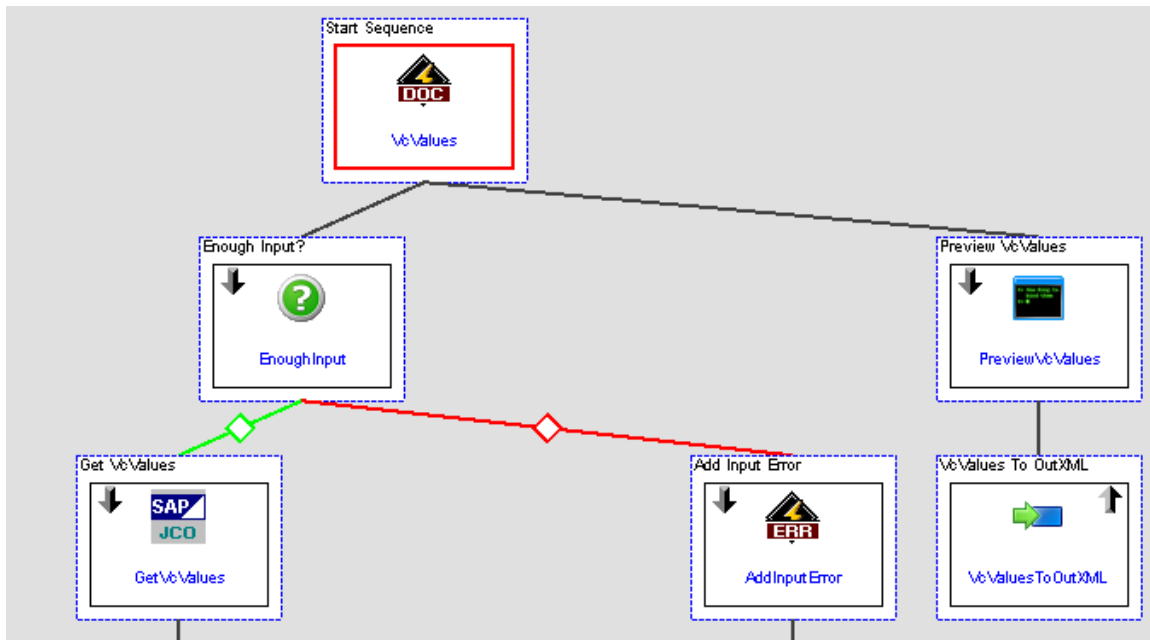 Start Sequence
DOC
VcValues
Enough Input?
?
EnoughInput
Preview VcValues
PreviewVcValues
Get VcValues
SAP
JCO
GetVcValues
Add Input Error
ERR
AddInputError
VcValues To OutXML
VcValuesToOutXML